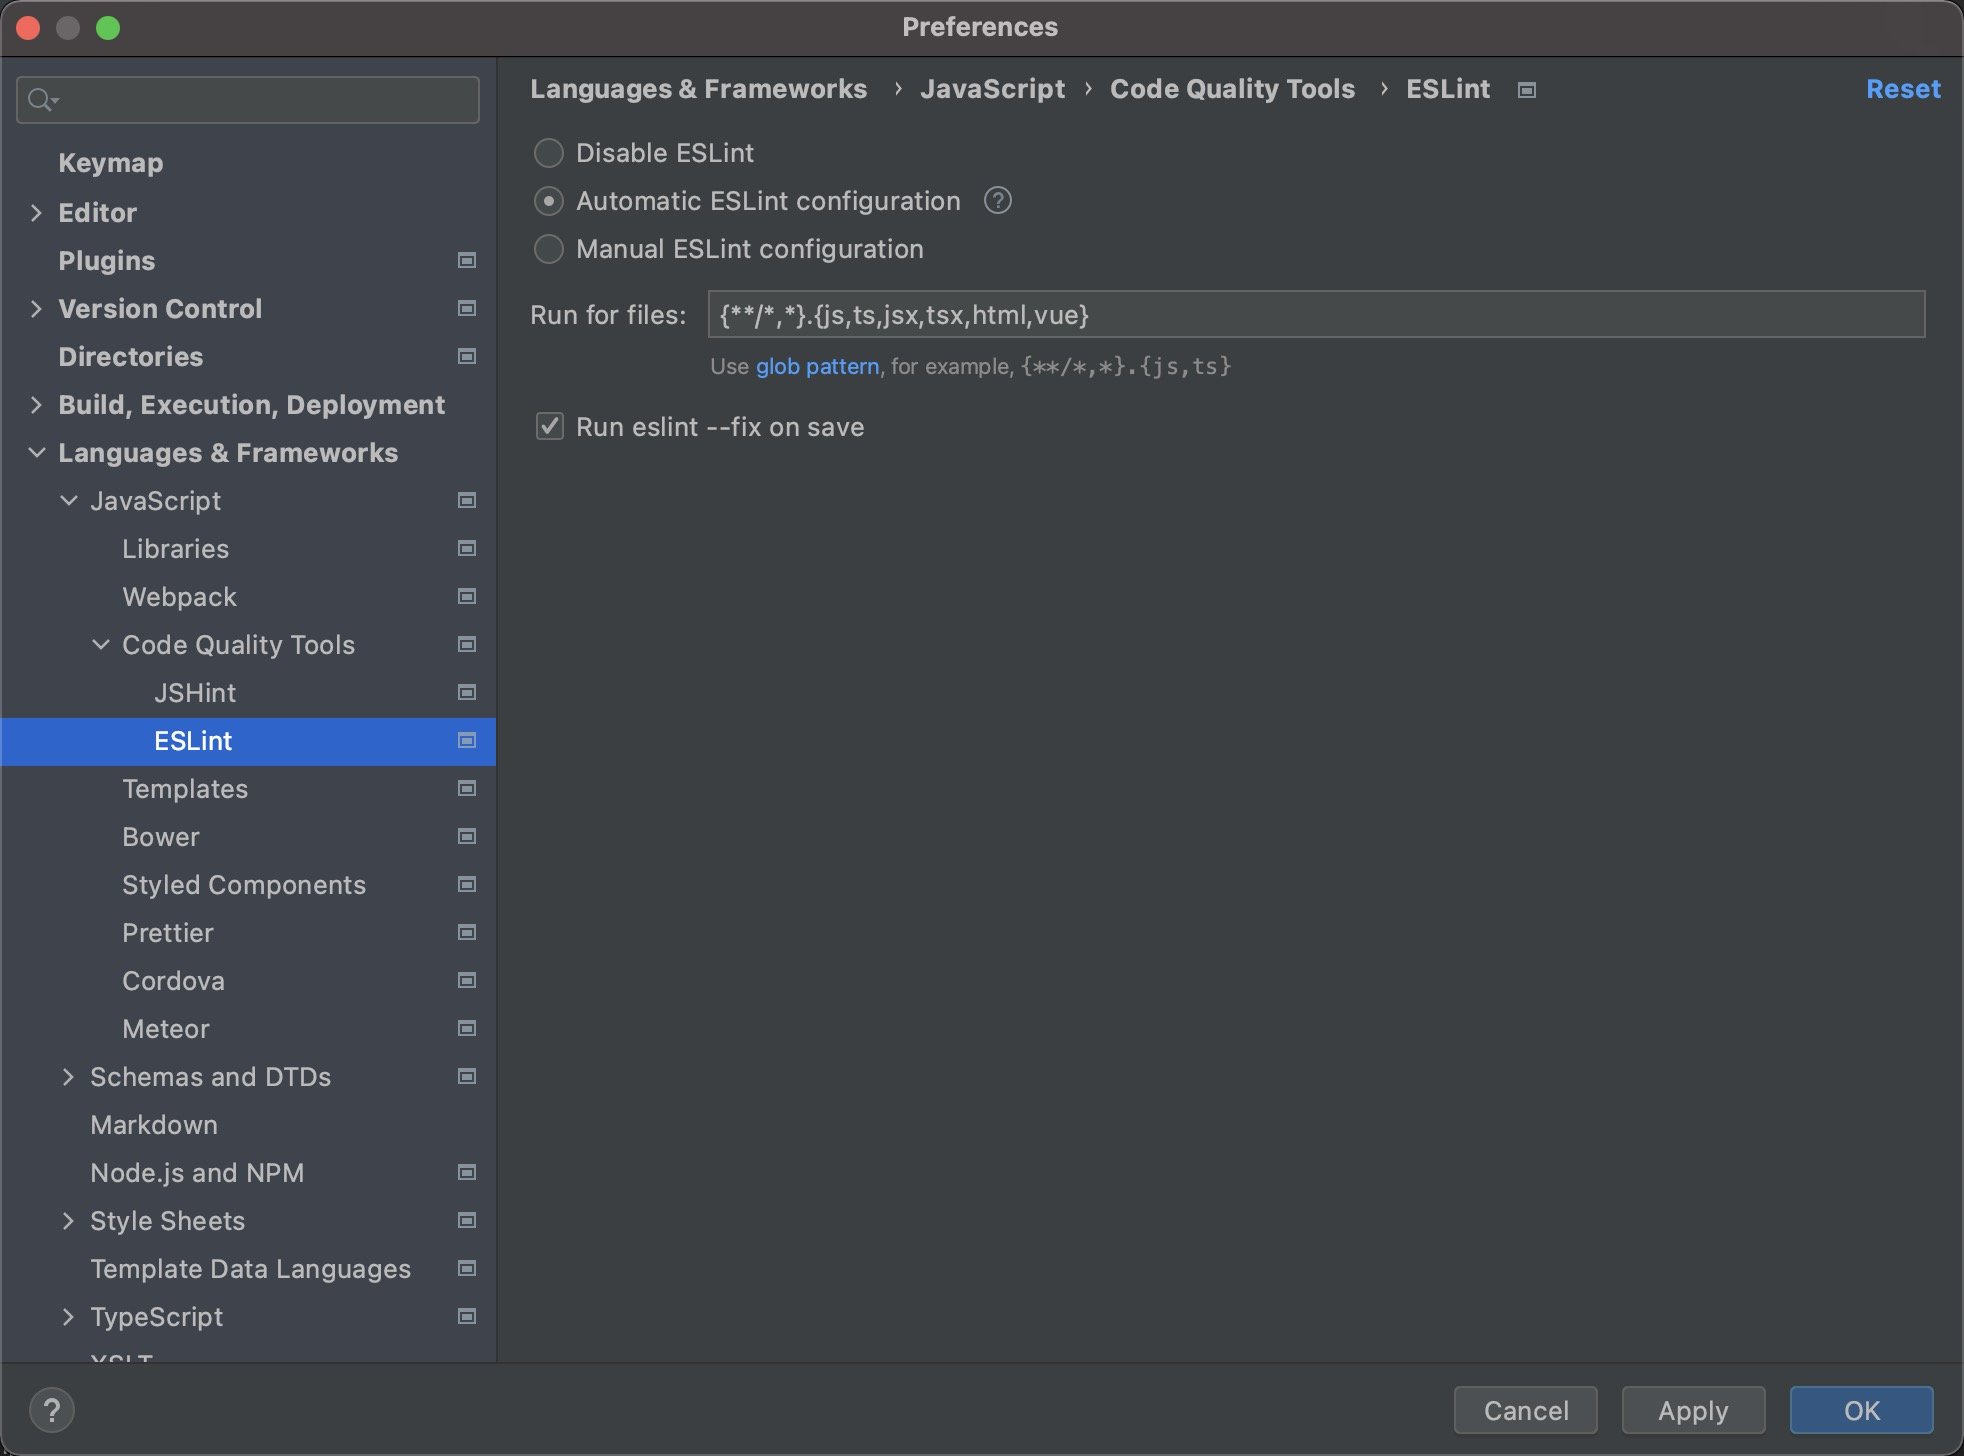 Preferences
Keymap
Editor
Plugins
Version Control
Directories
Build, Execution, Deployment
Languages & Frameworks
JavaScript
Libraries
Webpack
Code Quality Tools
JSHint
ESLint
Templates
Bower
Styled Components
Prettier
Cordova
Meteor
Schemas and DTDs
Markdown
Node.js and NPM
Style Sheets
Template Data Languages
TypeScript
XSLT
Languages & Frameworks › JavaScript › Code Quality Tools › ESLint
Reset
Disable ESLint
Automatic ESLint configuration ?
Manual ESLint configuration
Run for files: {**/*,*}.{js,ts,jsx,tsx,html,vue}
Use glob pattern, for example, {**/*,*}.{js,ts}
Run eslint --fix on save
?
Cancel
Apply
OK